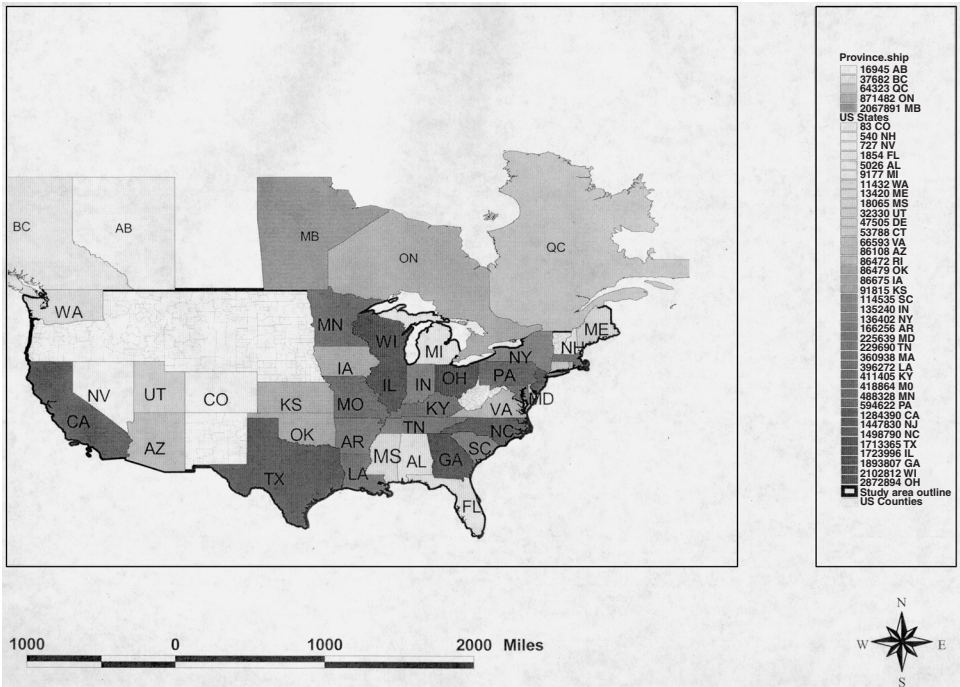 BC
AB
MB
ON
QC
WA
MN
WI
MI
ME
NH
NY
IA
NV
UT
CO
IL
IN
OH
PA
CA
KS
MO
KY
VA
MD
AZ
OK
AR
TN
NC
SC
TX
LA
MS
AL
GA
FL
Province.ship
16945 AB
37682 BC
64323 QC
871482 ON
2067891 MB
US States
83 CO
540 NH
727 NV
1854 FL
5026 AL
9177 MI
11432 WA
13420 ME
18065 MS
32330 UT
47505 DE
53788 CT
66593 VA
86108 AZ
86472 RI
86479 OK
86675 IA
91815 KS
114535 SC
135240 IN
136402 NY
166256 AR
225639 MD
229690 TN
360938 MA
396272 LA
411405 KY
418864 M0
488328 MN
594622 PA
1284390 CA
1447830 NJ
1498790 NC
1713365 TX
1723996 IL
1893807 GA
2102812 WI
2872894 OH
Study area outline
US Counties
1000 0 1000 2000 Miles
N
W E
S